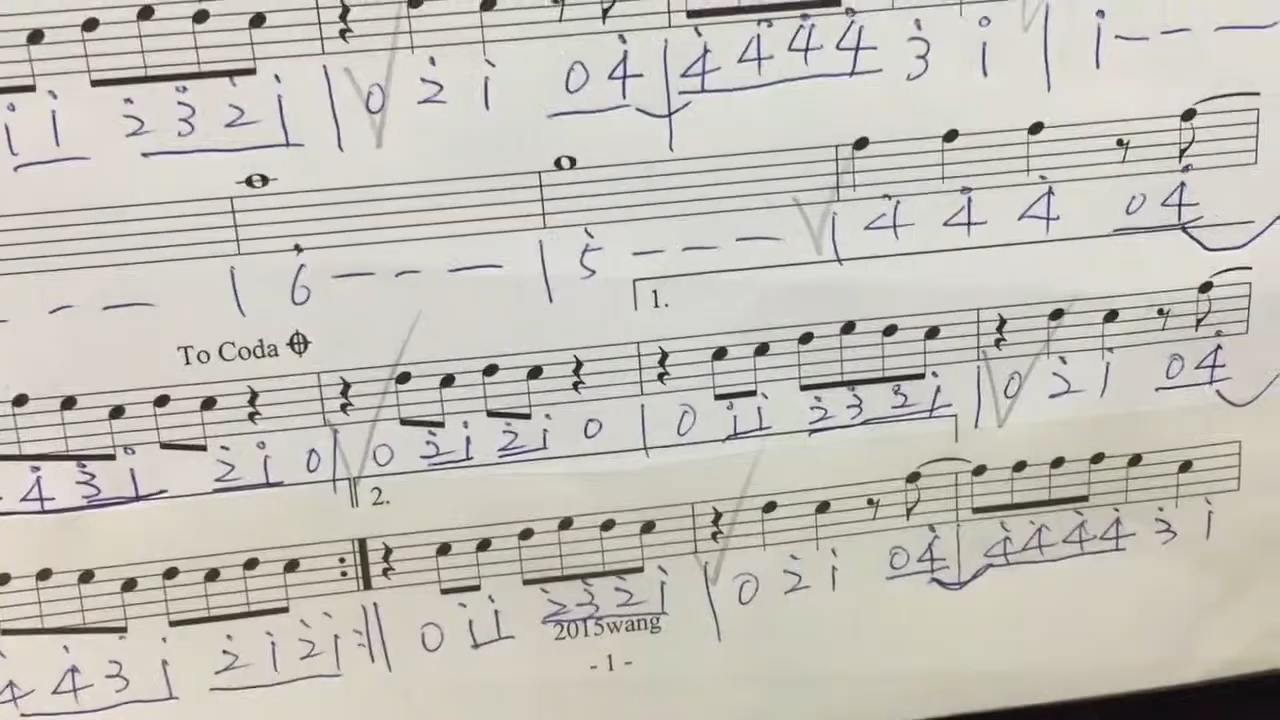 i i 2 3 2 i | 0 2 i 0 4 | 4 4 4 4 3 i | i - - -
- - | 6 - - - | 5 - - - | 4 4 4 0 4
1.
To Coda
4 3 i 2 i 0 | 0 2 i 2 i 0 | 0 i i 2 3 2 i | 0 2 i 0 4
2.
4 4 3 i 2 i 2 i :|| 0 i i 2 3 2 i | 0 2 i 0 4 | 4 4 4 4 3 i
2015wang
- 1 -